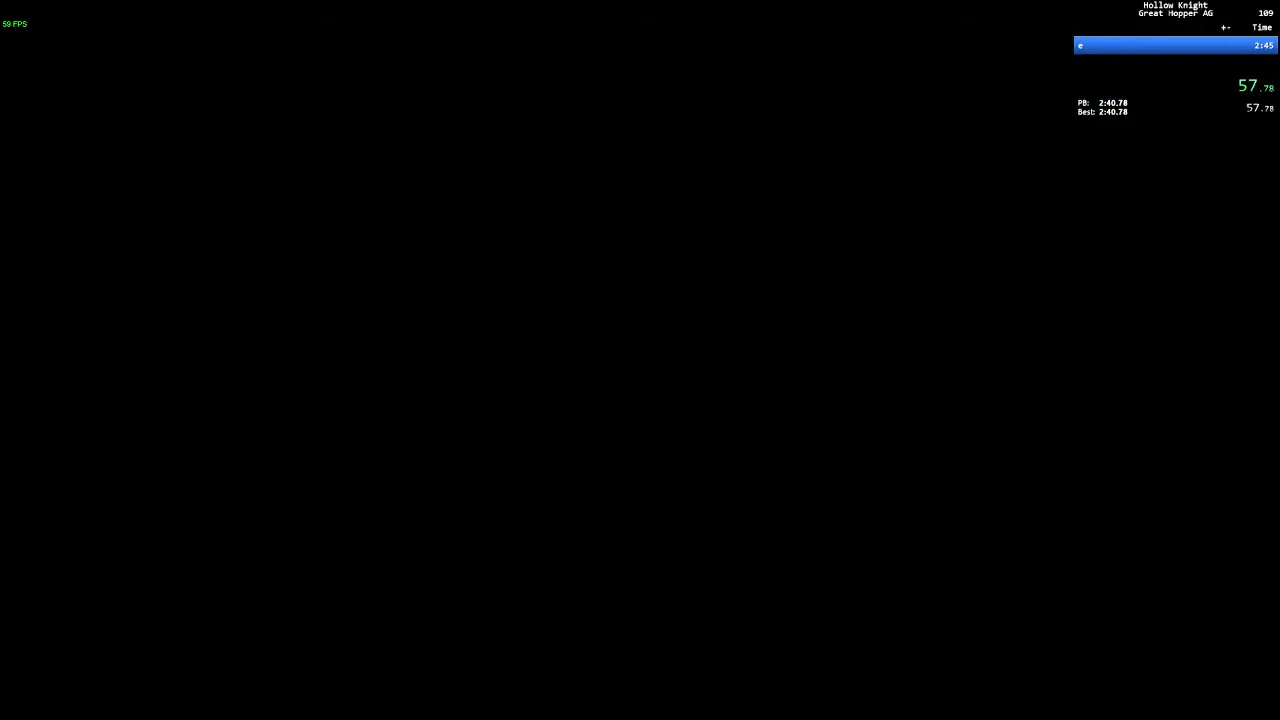 Hollow Knight
Great Hopper AG 109
+- Time
59 FPS
e 2:45
57.78
PB: 2:40.78 57.78
Best: 2:40.78